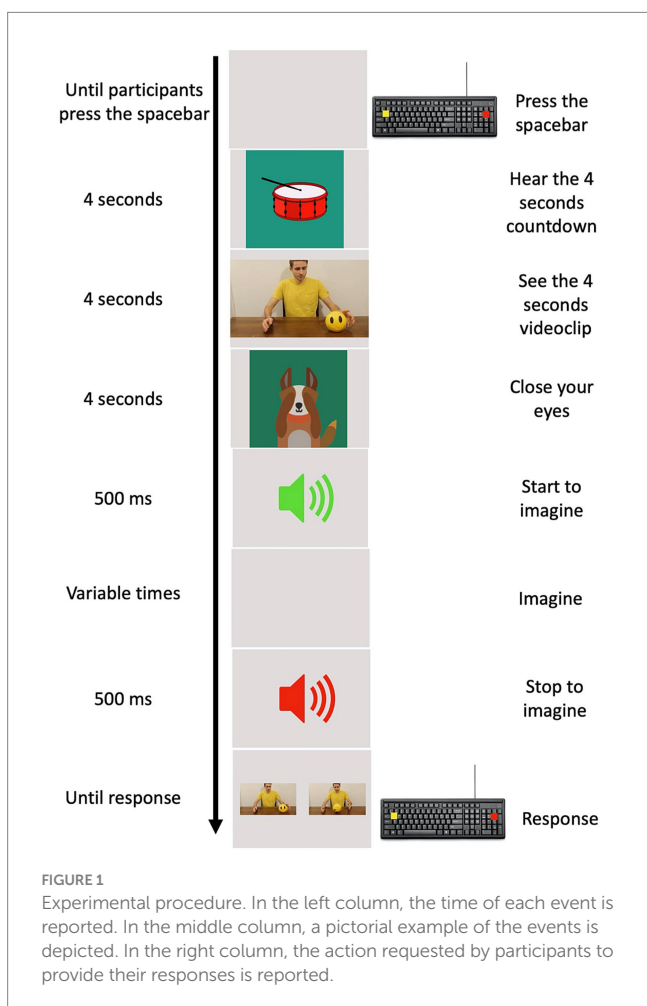 Until participants
press the spacebar
Press the
spacebar
4 seconds
Hear the 4
seconds
countdown
4 seconds
See the 4
seconds
videoclip
4 seconds
Close your
eyes
500 ms
Start to
imagine
Variable times
Imagine
500 ms
Stop to
imagine
Until response
Response
FIGURE 1
Experimental procedure. In the left column, the time of each event is
reported. In the middle column, a pictorial example of the events is
depicted. In the right column, the action requested by participants to
provide their responses is reported.